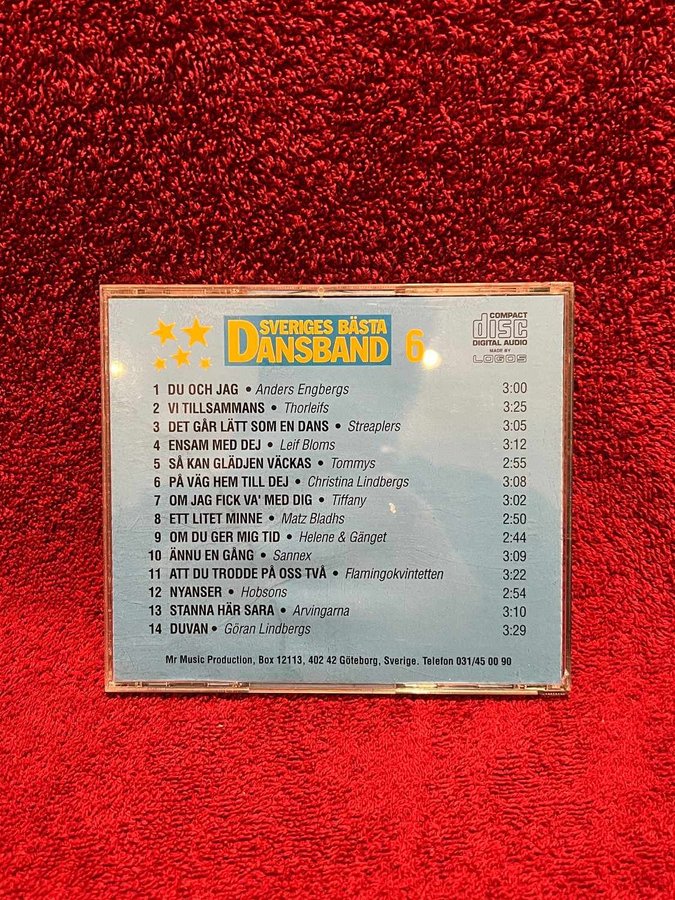 SVERIGES BÄSTA
DANSBAND 6
COMPACT
disc
DIGITAL AUDIO
MADE BY
LOGOS
1 DU OCH JAG • Anders Engbergs 3:00
2 VI TILLSAMMANS • Thorleifs 3:25
3 DET GÅR LÄTT SOM EN DANS • Streaplers 3:05
4 ENSAM MED DEJ • Leif Bloms 3:12
5 SÅ KAN GLÄDJEN VÄCKAS • Tommys 2:55
6 PÅ VÄG HEM TILL DEJ • Christina Lindbergs 3:08
7 OM JAG FICK VA' MED DIG • Tiffany 3:02
8 ETT LITET MINNE • Matz Bladhs 2:50
9 OM DU GER MIG TID • Helene & Gänget 2:44
10 ÄNNU EN GÅNG • Sannex 3:09
11 ATT DU TRODDE PÅ OSS TVÅ • Flamingokvintetten 3:22
12 NYANSER • Hobsons 2:54
13 STANNA HÄR SARA • Arvingarna 3:10
14 DUVAN • Göran Lindbergs 3:29
Mr Music Production, Box 12113, 402 42 Göteborg, Sverige. Telefon 031/45 00 90